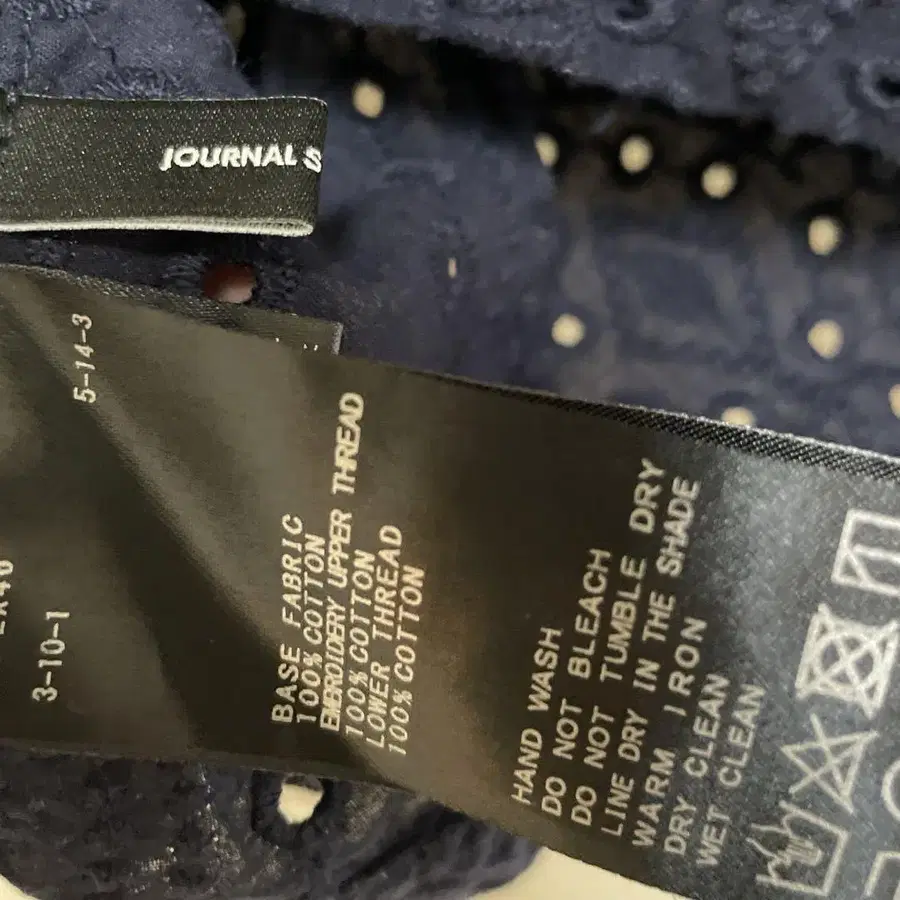 JOURNAL S
5-14-3
3-10-1
BASE FABRIC
100% COTTON
EMBROIDERY UPPER THREAD
100% COTTON
LOWER THREAD
100% COTTON
HAND WASH
DO NOT BLEACH
DO NOT TUMBLE DRY
LINE DRY IN THE SHADE
WARM IRON
DRY CLEAN
WET CLEAN